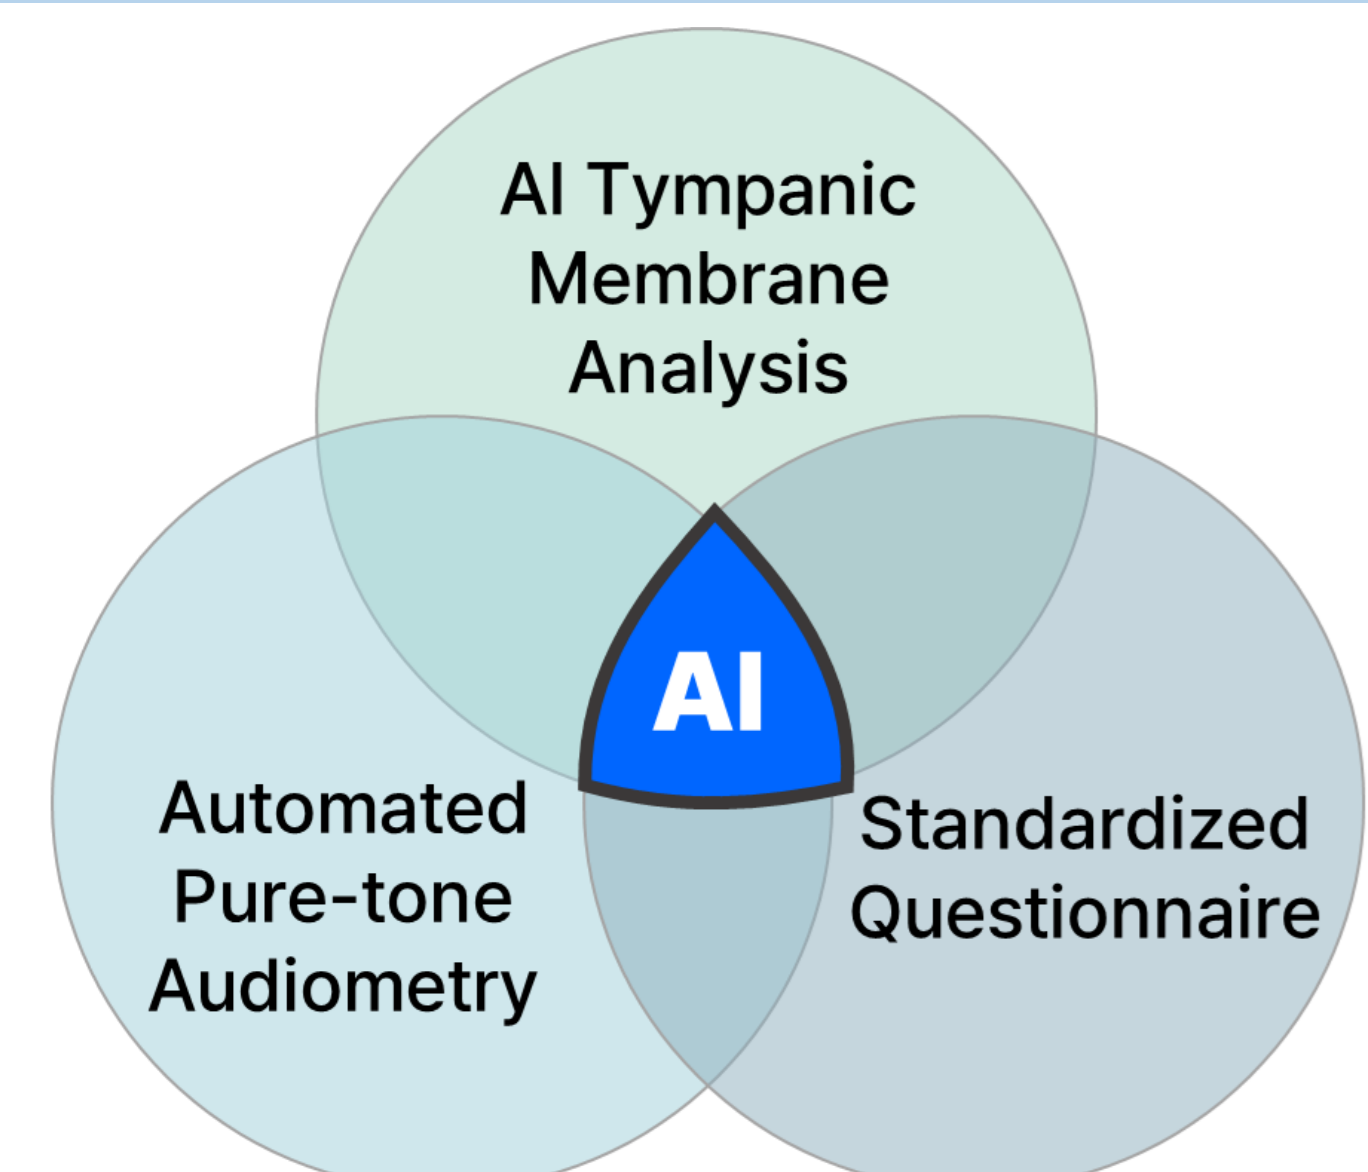 AI Tympanic
Membrane
Analysis
AI
Automated
Pure-tone
Audiometry
Standardized
Questionnaire